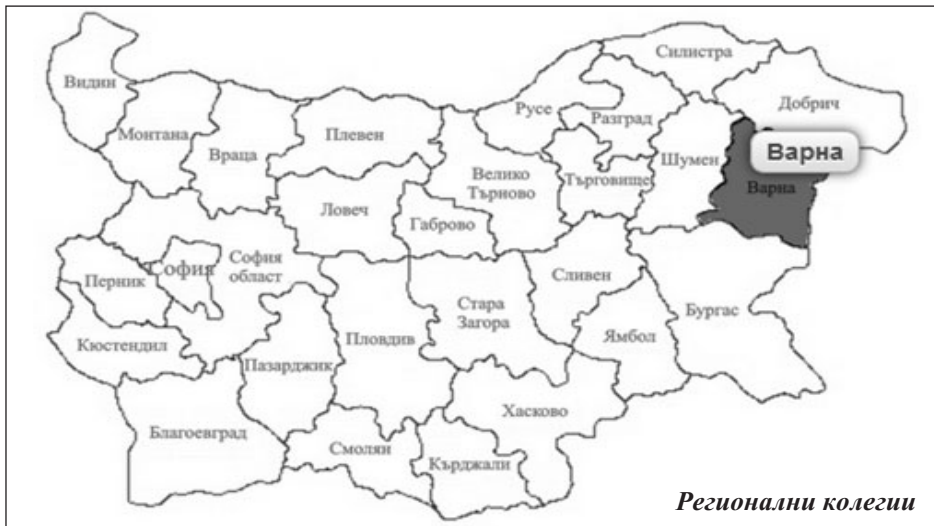 Силистра
Видин
Добрич
Русе
Разград
Монтана
Плевен
Враца
Шумен
Варна
Велико
Търново
Търговище
Варна
Ловеч
Габрово
София
област
София
Перник
Сливен
Стара
Загора
Бургас
Ямбол
Кюстендил
Пловдив
Пазарджик
Хасково
Благоевград
Смолян
Кърджали
Регионални колегии